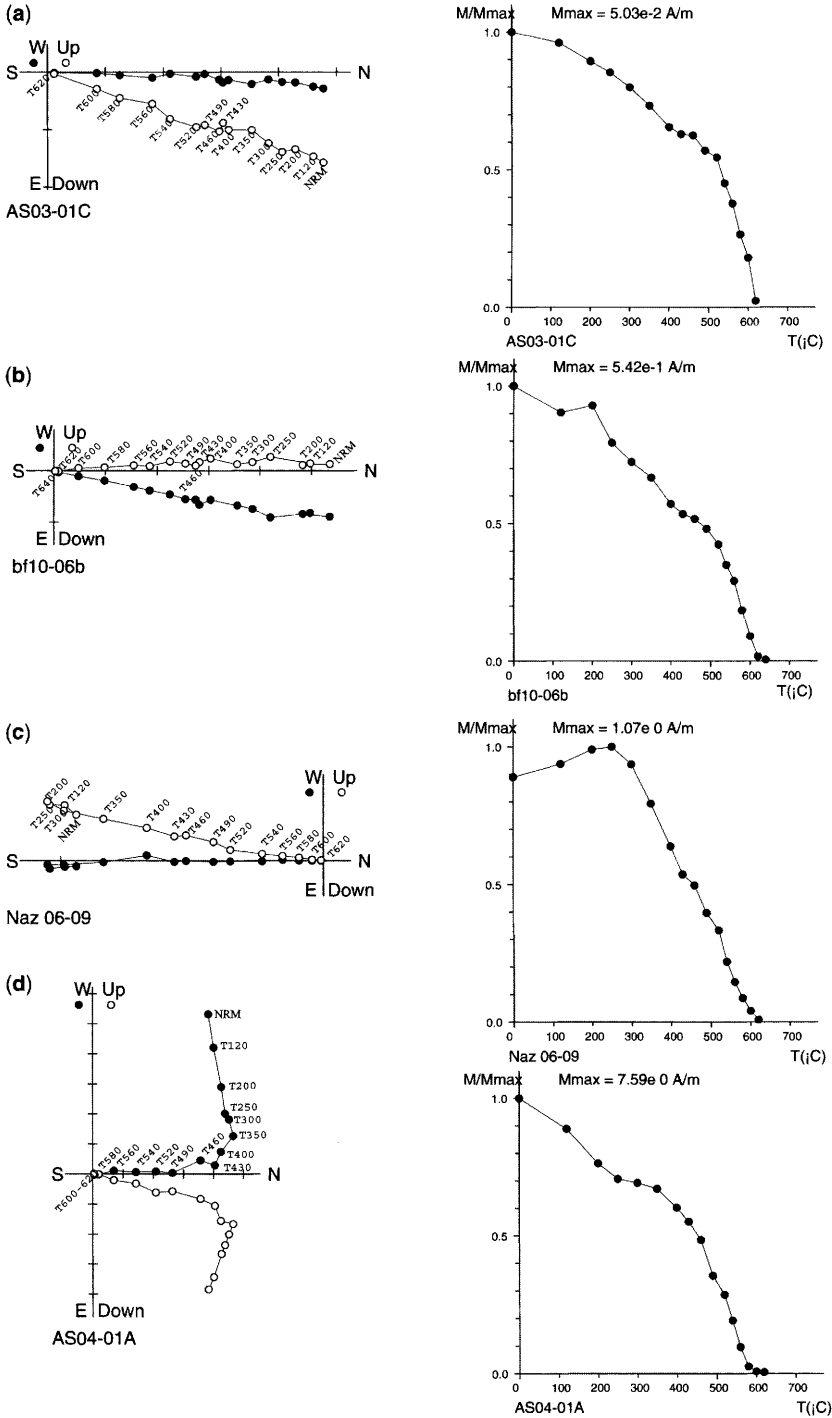 (a)
W Up
S N
T620
T600
T580
T560
T540
T520
T490
T460
T430
T400
T350
T300
T250
T200
T120
NRM
E Down
AS03-01C
M/Mmax Mmax = 5.03e-2 A/m
1.0
0.5
0.0
0 100 200 300 400 500 600 700
AS03-01C T(¡C)
(b)
W Up
S N
T640
T620
T600
T580
T560
T540
T520
T490
T460
T430
T400
T350
T300
T250
T200
T120
NRM
E Down
bf10-06b
M/Mmax Mmax = 5.42e-1 A/m
1.0
0.5
0.0
0 100 200 300 400 500 600 700
bf10-06b T(¡C)
(c)
T200
T120
T250
T300
NRM
T350
T400
T430
T460
T490
T520
T540
T560
T580
T600
T620
W Up
S N
E Down
Naz 06-09
M/Mmax Mmax = 1.07e 0 A/m
1.0
0.5
0.0
0 100 200 300 400 500 600 700
Naz 06-09 T(¡C)
(d)
W Up
NRM
T120
T200
T250
T300
T350
T400
T430
T460
T490
T520
T540
T560
T580
T600-62
S N
E Down
AS04-01A
M/Mmax Mmax = 7.59e 0 A/m
1.0
0.5
0.0
0 100 200 300 400 500 600 700
AS04-01A T(¡C)